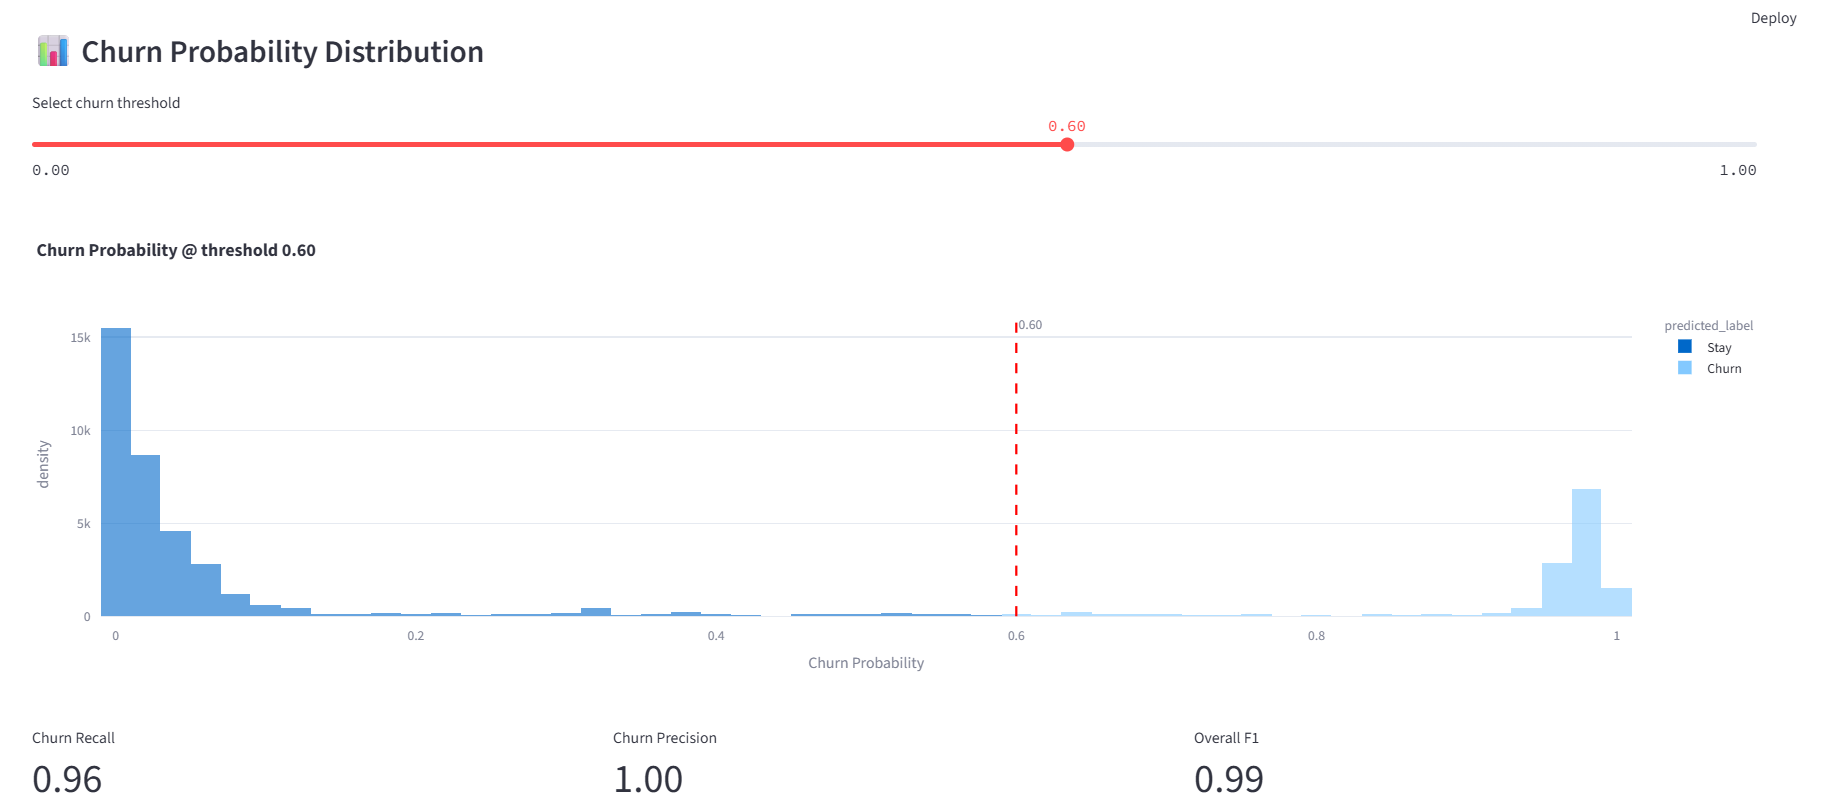 Deploy
📊 Churn Probability Distribution
Select churn threshold
0.60
0.00 1.00
Churn Probability @ threshold 0.60
0.60
predicted_label
Stay
Churn
15k
10k
5k
0
density
0 0.2 0.4 0.6 0.8 1
Churn Probability
Churn Recall Churn Precision Overall F1
0.96 1.00 0.99